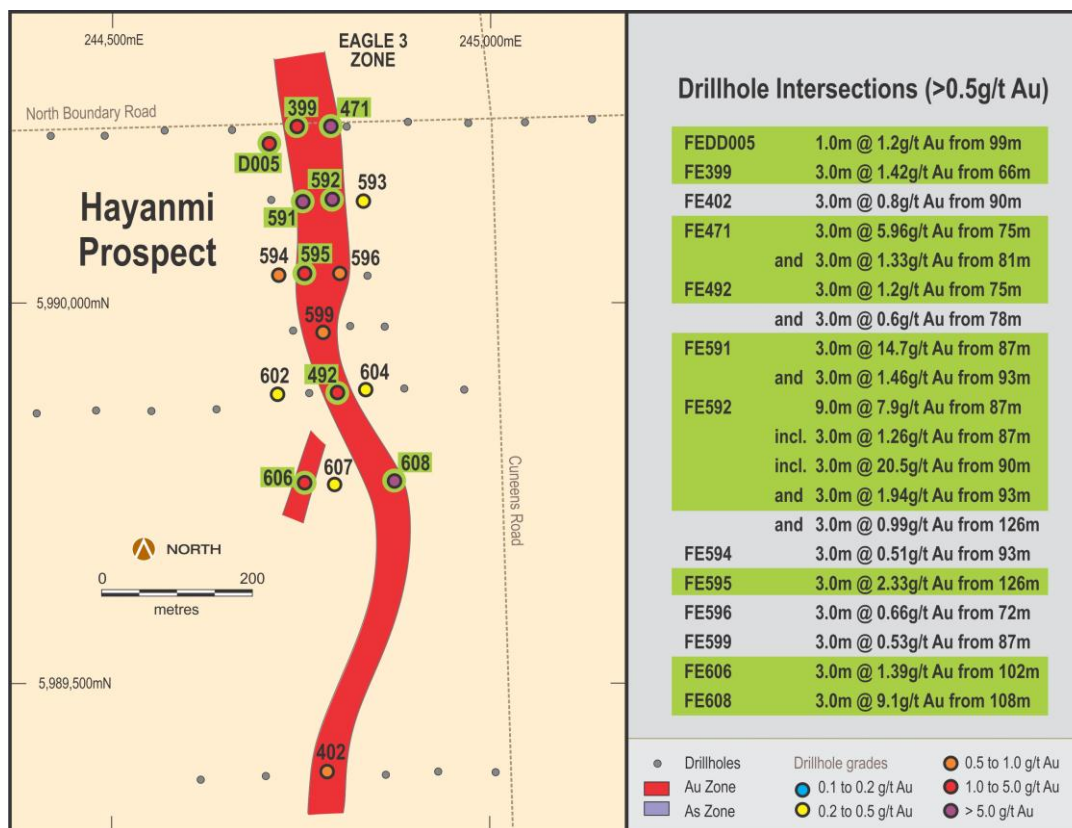 244,500mE
EAGLE 3
ZONE
245,000mE
North Boundary Road
399
471
D005
Hayanmi
Prospect
592
593
591
594
595
596
5,990,000mN
599
602
492
604
606
607
608
Cuneens Road
NORTH
0 200
metres
5,989,500mN
402
Drillhole Intersections (>0.5g/t Au)
FEDD005 1.0m @ 1.2g/t Au from 99m
FE399 3.0m @ 1.42g/t Au from 66m
FE402 3.0m @ 0.8g/t Au from 90m
FE471 3.0m @ 5.96g/t Au from 75m
and 3.0m @ 1.33g/t Au from 81m
FE492 3.0m @ 1.2g/t Au from 75m
and 3.0m @ 0.6g/t Au from 78m
FE591 3.0m @ 14.7g/t Au from 87m
and 3.0m @ 1.46g/t Au from 93m
FE592 9.0m @ 7.9g/t Au from 87m
incl. 3.0m @ 1.26g/t Au from 87m
incl. 3.0m @ 20.5g/t Au from 90m
and 3.0m @ 1.94g/t Au from 93m
and 3.0m @ 0.99g/t Au from 126m
FE594 3.0m @ 0.51g/t Au from 93m
FE595 3.0m @ 2.33g/t Au from 126m
FE596 3.0m @ 0.66g/t Au from 72m
FE599 3.0m @ 0.53g/t Au from 87m
FE606 3.0m @ 1.39g/t Au from 102m
FE608 3.0m @ 9.1g/t Au from 108m
Drillholes
Au Zone
As Zone
Drillhole grades
0.1 to 0.2 g/t Au
0.2 to 0.5 g/t Au
0.5 to 1.0 g/t Au
1.0 to 5.0 g/t Au
> 5.0 g/t Au